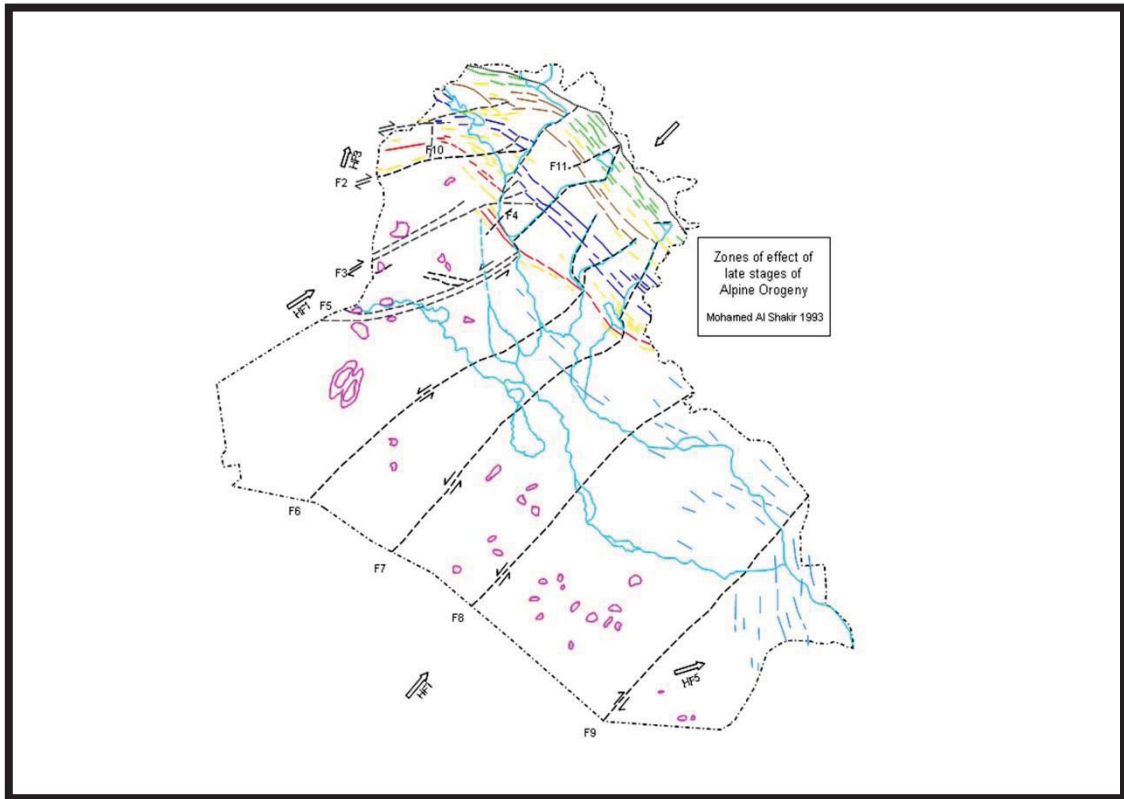 HF3
F10
F2
F11
F4
F3
HF1
F5
Zones of effect of
late stages of
Alpine Orogeny
Mohamed Al Shakir 1993
F6
F7
F8
HF1
HF5
F9